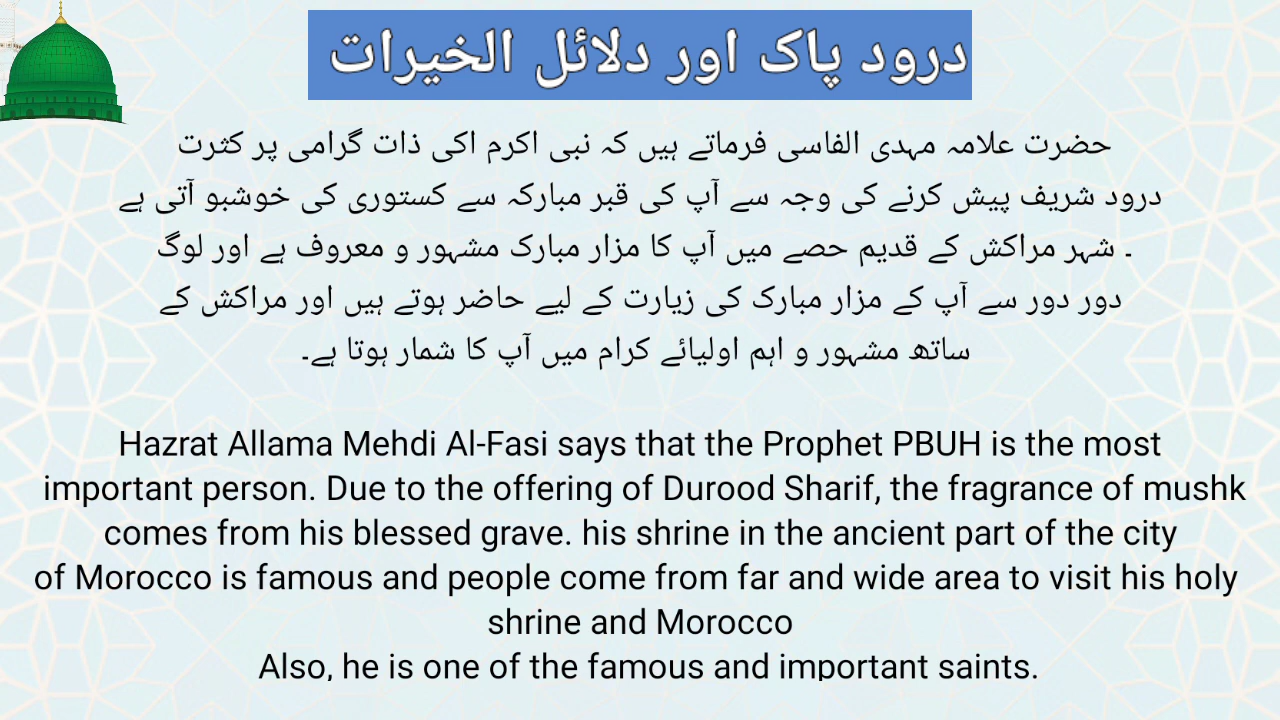 درود پاک اور دلائل الخیرات
حضرت علامہ مہدی الفاسی فرماتے ہیں کہ نبی اکرم اکی ذات گرامی پر کثرت
درود شریف پیش کرنے کی وجہ سے آپ کی قبر مبارکہ سے کستوری کی خوشبو آتی ہے
۔ شہر مراکش کے قدیم حصے میں آپ کا مزار مبارک مشہور و معروف ہے اور لوگ
دور دور سے آپ کے مزار مبارک کی زیارت کے لیے حاضر ہوتے ہیں اور مراکش کے
ساتھ مشہور و اہم اولیائے کرام میں آپ کا شمار ہوتا ہے۔
Hazrat Allama Mehdi Al-Fasi says that the Prophet PBUH is the most
important person. Due to the offering of Durood Sharif, the fragrance of mushk
comes from his blessed grave. his shrine in the ancient part of the city
of Morocco is famous and people come from far and wide area to visit his holy
shrine and Morocco
Also, he is one of the famous and important saints.